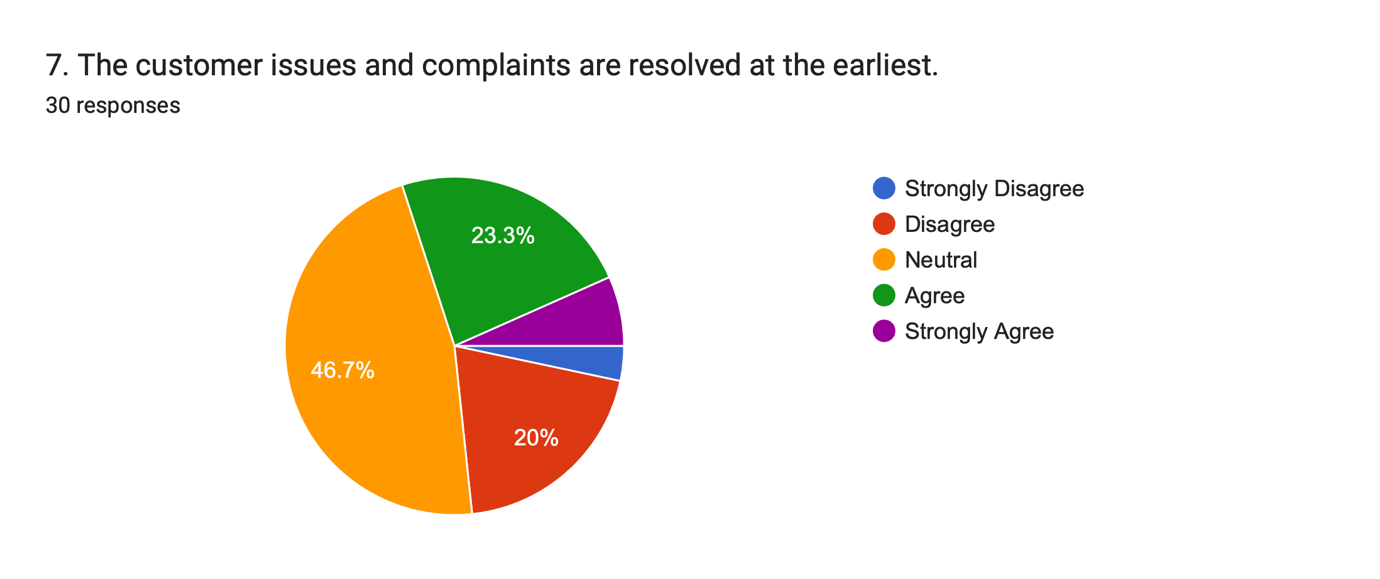 7. The customer issues and complaints are resolved at the earliest.
30 responses
23.3%
46.7%
20%
Strongly Disagree
Disagree
Neutral
Agree
Strongly Agree